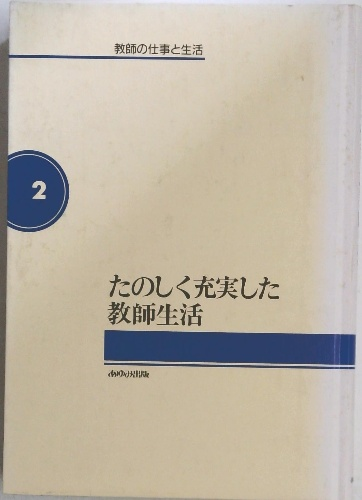 教師の仕事と生活
2
たのしく充実した
教師生活
あゆみ出版